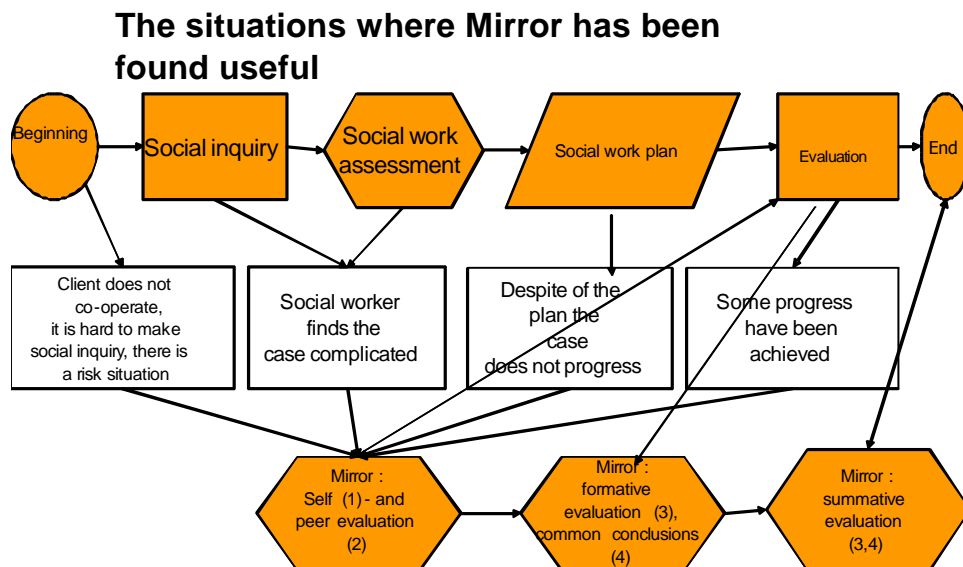 The situations where Mirror has been
found useful
Beginning
Social inquiry
Social work
assessment
Social work plan
Evaluation
End
Client does not
co-operate,
it is hard to make
social inquiry, there is
a risk situation
Social worker
finds the
case complicated
Despite of the
plan the
case
does not progress
Some progress
have been
achieved
Mirror :
Self (1)- and
peer evaluation
(2)
Mirror :
formative
evaluation (3),
common conclusions
(4)
Mirror :
summative
evaluation
(3,4)